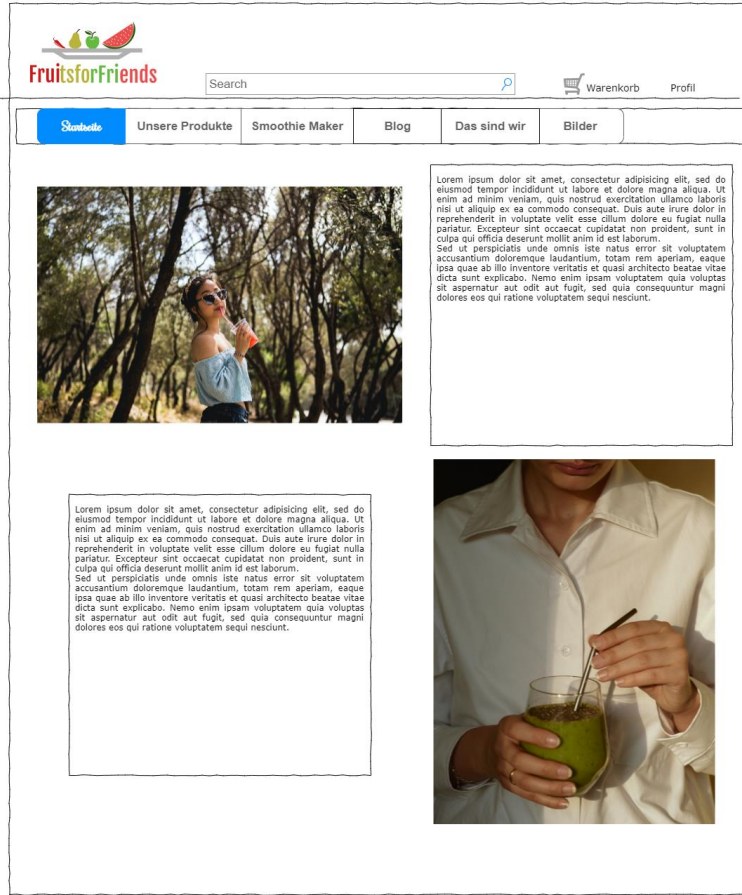 FruitsforFriends
Search
Warenkorb
Profil
Startseite
Unsere Produkte
Smoothie Maker
Blog
Das sind wir
Bilder
Lorem ipsum dolor sit amet, consectetur adipisicing elit, sed do
eiusmod tempor incididunt ut labore et dolore magna aliqua. Ut
enim ad minim veniam, quis nostrud exercitation ullamco laboris
nisi ut aliquip ex ea commodo consequat. Duis aute irure dolor in
reprehenderit in voluptate velit esse cillum dolore eu fugiat nulla
pariatur. Excepteur sint occaecat cupidatat non proident, sunt in
culpa qui officia deserunt mollit anim id est laborum.
Sed ut perspiciatis unde omnis iste natus error sit voluptatem
accusantium doloremque laudantium, totam rem aperiam, eaque
ipsa quae ab illo inventore veritatis et quasi architecto beatae vitae
dicta sunt explicabo. Nemo enim ipsam voluptatem quia voluptas
sit aspernatur aut odit aut fugit, sed quia consequuntur magni
dolores eos qui ratione voluptatem sequi nesciunt.
Lorem ipsum dolor sit amet, consectetur adipisicing elit, sed do
eiusmod tempor incididunt ut labore et dolore magna aliqua. Ut
enim ad minim veniam, quis nostrud exercitation ullamco laboris
nisi ut aliquip ex ea commodo consequat. Duis aute irure dolor in
reprehenderit in voluptate velit esse cillum dolore eu fugiat nulla
pariatur. Excepteur sint occaecat cupidatat non proident, sunt in
culpa qui officia deserunt mollit anim id est laborum.
Sed ut perspiciatis unde omnis iste natus error sit voluptatem
accusantium doloremque laudantium, totam rem aperiam, eaque
ipsa quae ab illo inventore veritatis et quasi architecto beatae vitae
dicta sunt explicabo. Nemo enim ipsam voluptatem quia voluptas
sit aspernatur aut odit aut fugit, sed quia consequuntur magni
dolores eos qui ratione voluptatem sequi nesciunt.